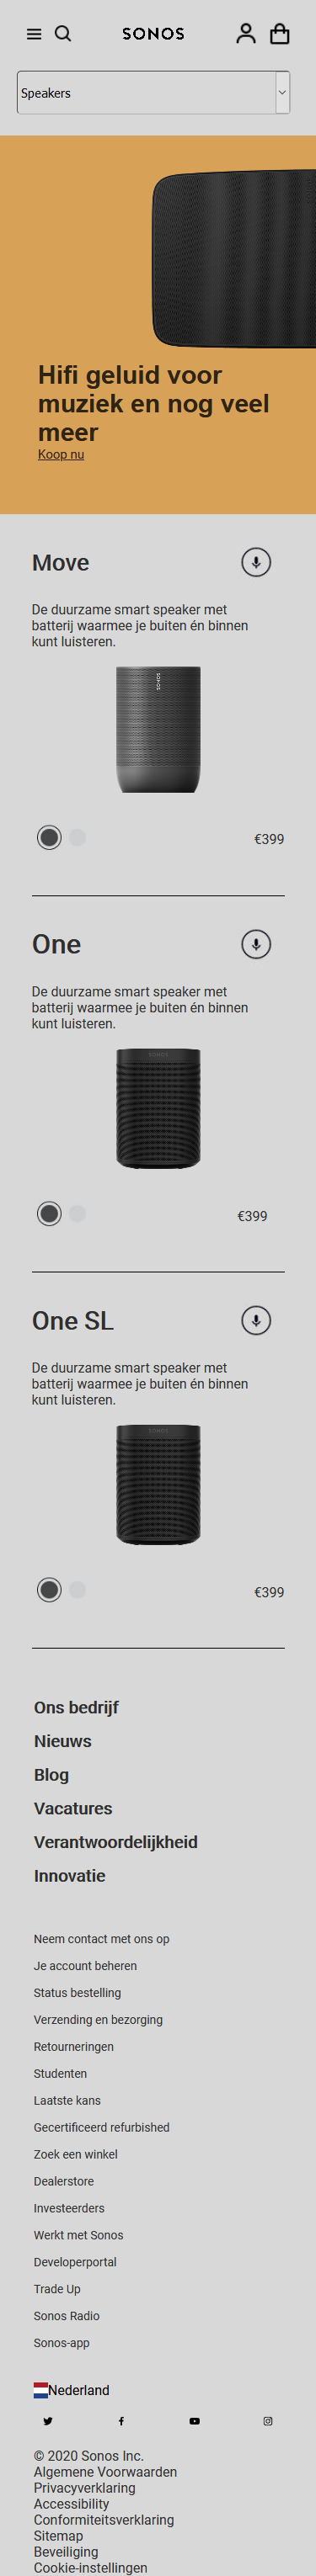 SONOS
Speakers
Hifi geluid voor
muziek en nog veel
meer
Koop nu
Move
De duurzame smart speaker met
batterij waarmee je buiten én binnen
kunt luisteren.
SONOS
€399
One
De duurzame smart speaker met
batterij waarmee je buiten én binnen
kunt luisteren.
SONOS
€399
One SL
De duurzame smart speaker met
batterij waarmee je buiten én binnen
kunt luisteren.
SONOS
€399
Ons bedrijf
Nieuws
Blog
Vacatures
Verantwoordelijkheid
Innovatie
Neem contact met ons op
Je account beheren
Status bestelling
Verzending en bezorging
Retourneringen
Studenten
Laatste kans
Gecertificeerd refurbished
Zoek een winkel
Dealerstore
Investeerders
Werkt met Sonos
Developerportal
Trade Up
Sonos Radio
Sonos-app
Nederland
© 2020 Sonos Inc.
Algemene Voorwaarden
Privacyverklaring
Accessibility
Conformiteitsverklaring
Sitemap
Beveiliging
Cookie-instellingen